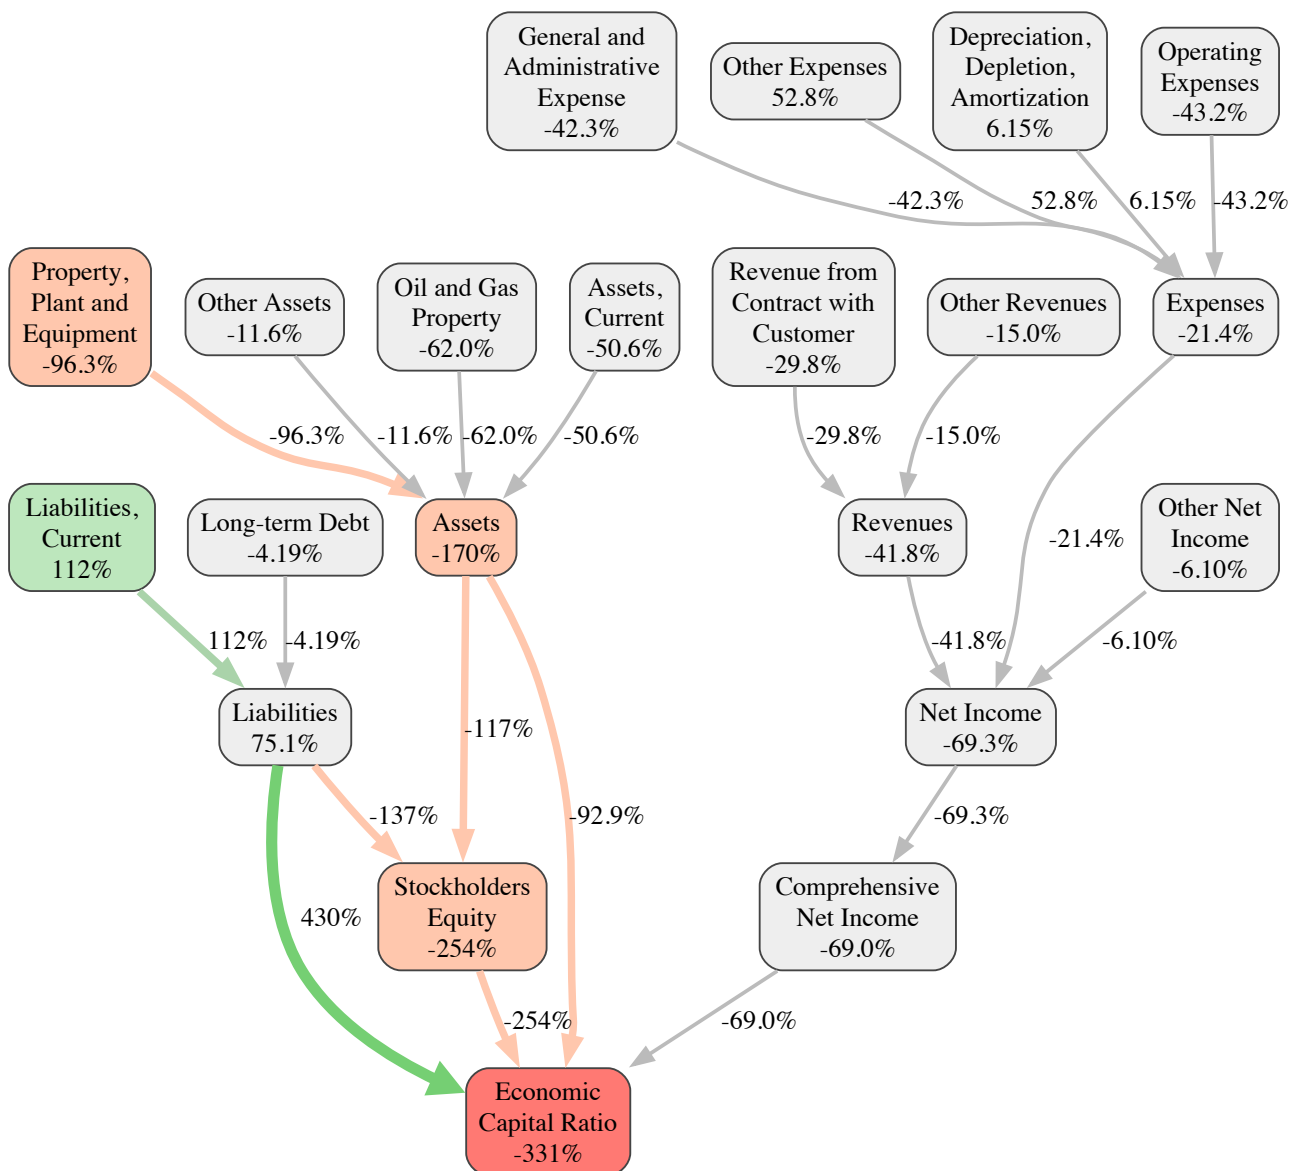 General and
Administrative
Expense
-42.3%
Other Expenses
52.8%
Depreciation,
Depletion,
Amortization
6.15%
Operating
Expenses
-43.2%
-42.3%
52.8%
6.15%
-43.2%
Property,
Plant and
Equipment
-96.3%
Other Assets
-11.6%
Oil and Gas
Property
-62.0%
Assets,
Current
-50.6%
Revenue from
Contract with
Customer
-29.8%
Other Revenues
-15.0%
Expenses
-21.4%
-96.3%
-11.6%
-62.0%
-50.6%
-29.8%
-15.0%
Liabilities,
Current
112%
Long-term Debt
-4.19%
Assets
-170%
Revenues
-41.8%
-21.4%
Other Net
Income
-6.10%
112%
-4.19%
-41.8%
-6.10%
Liabilities
75.1%
-117%
Net Income
-69.3%
-137%
-92.9%
-69.3%
430%
Stockholders
Equity
-254%
Comprehensive
Net Income
-69.0%
-254%
-69.0%
Economic
Capital Ratio
-331%